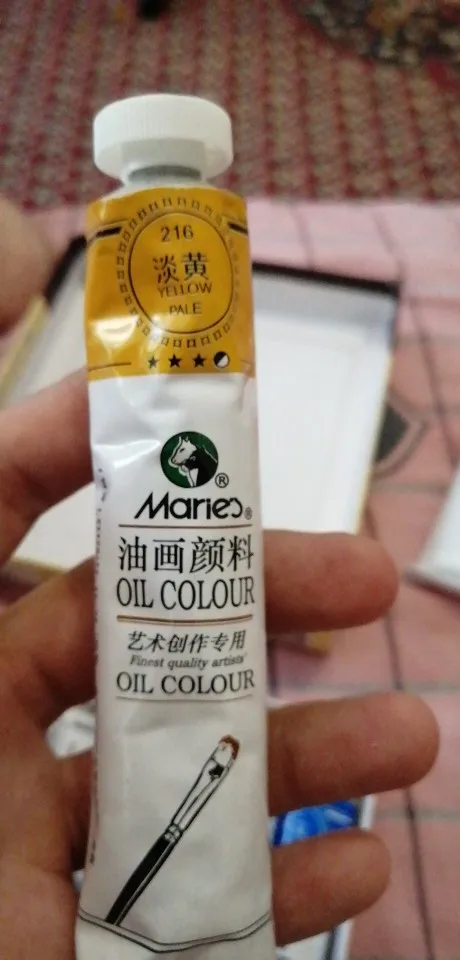 216
淡黄
YELLOW
PALE
Marie's®
油画颜料
OIL COLOUR
艺术创作专用
Finest quality artists'
OIL COLOUR